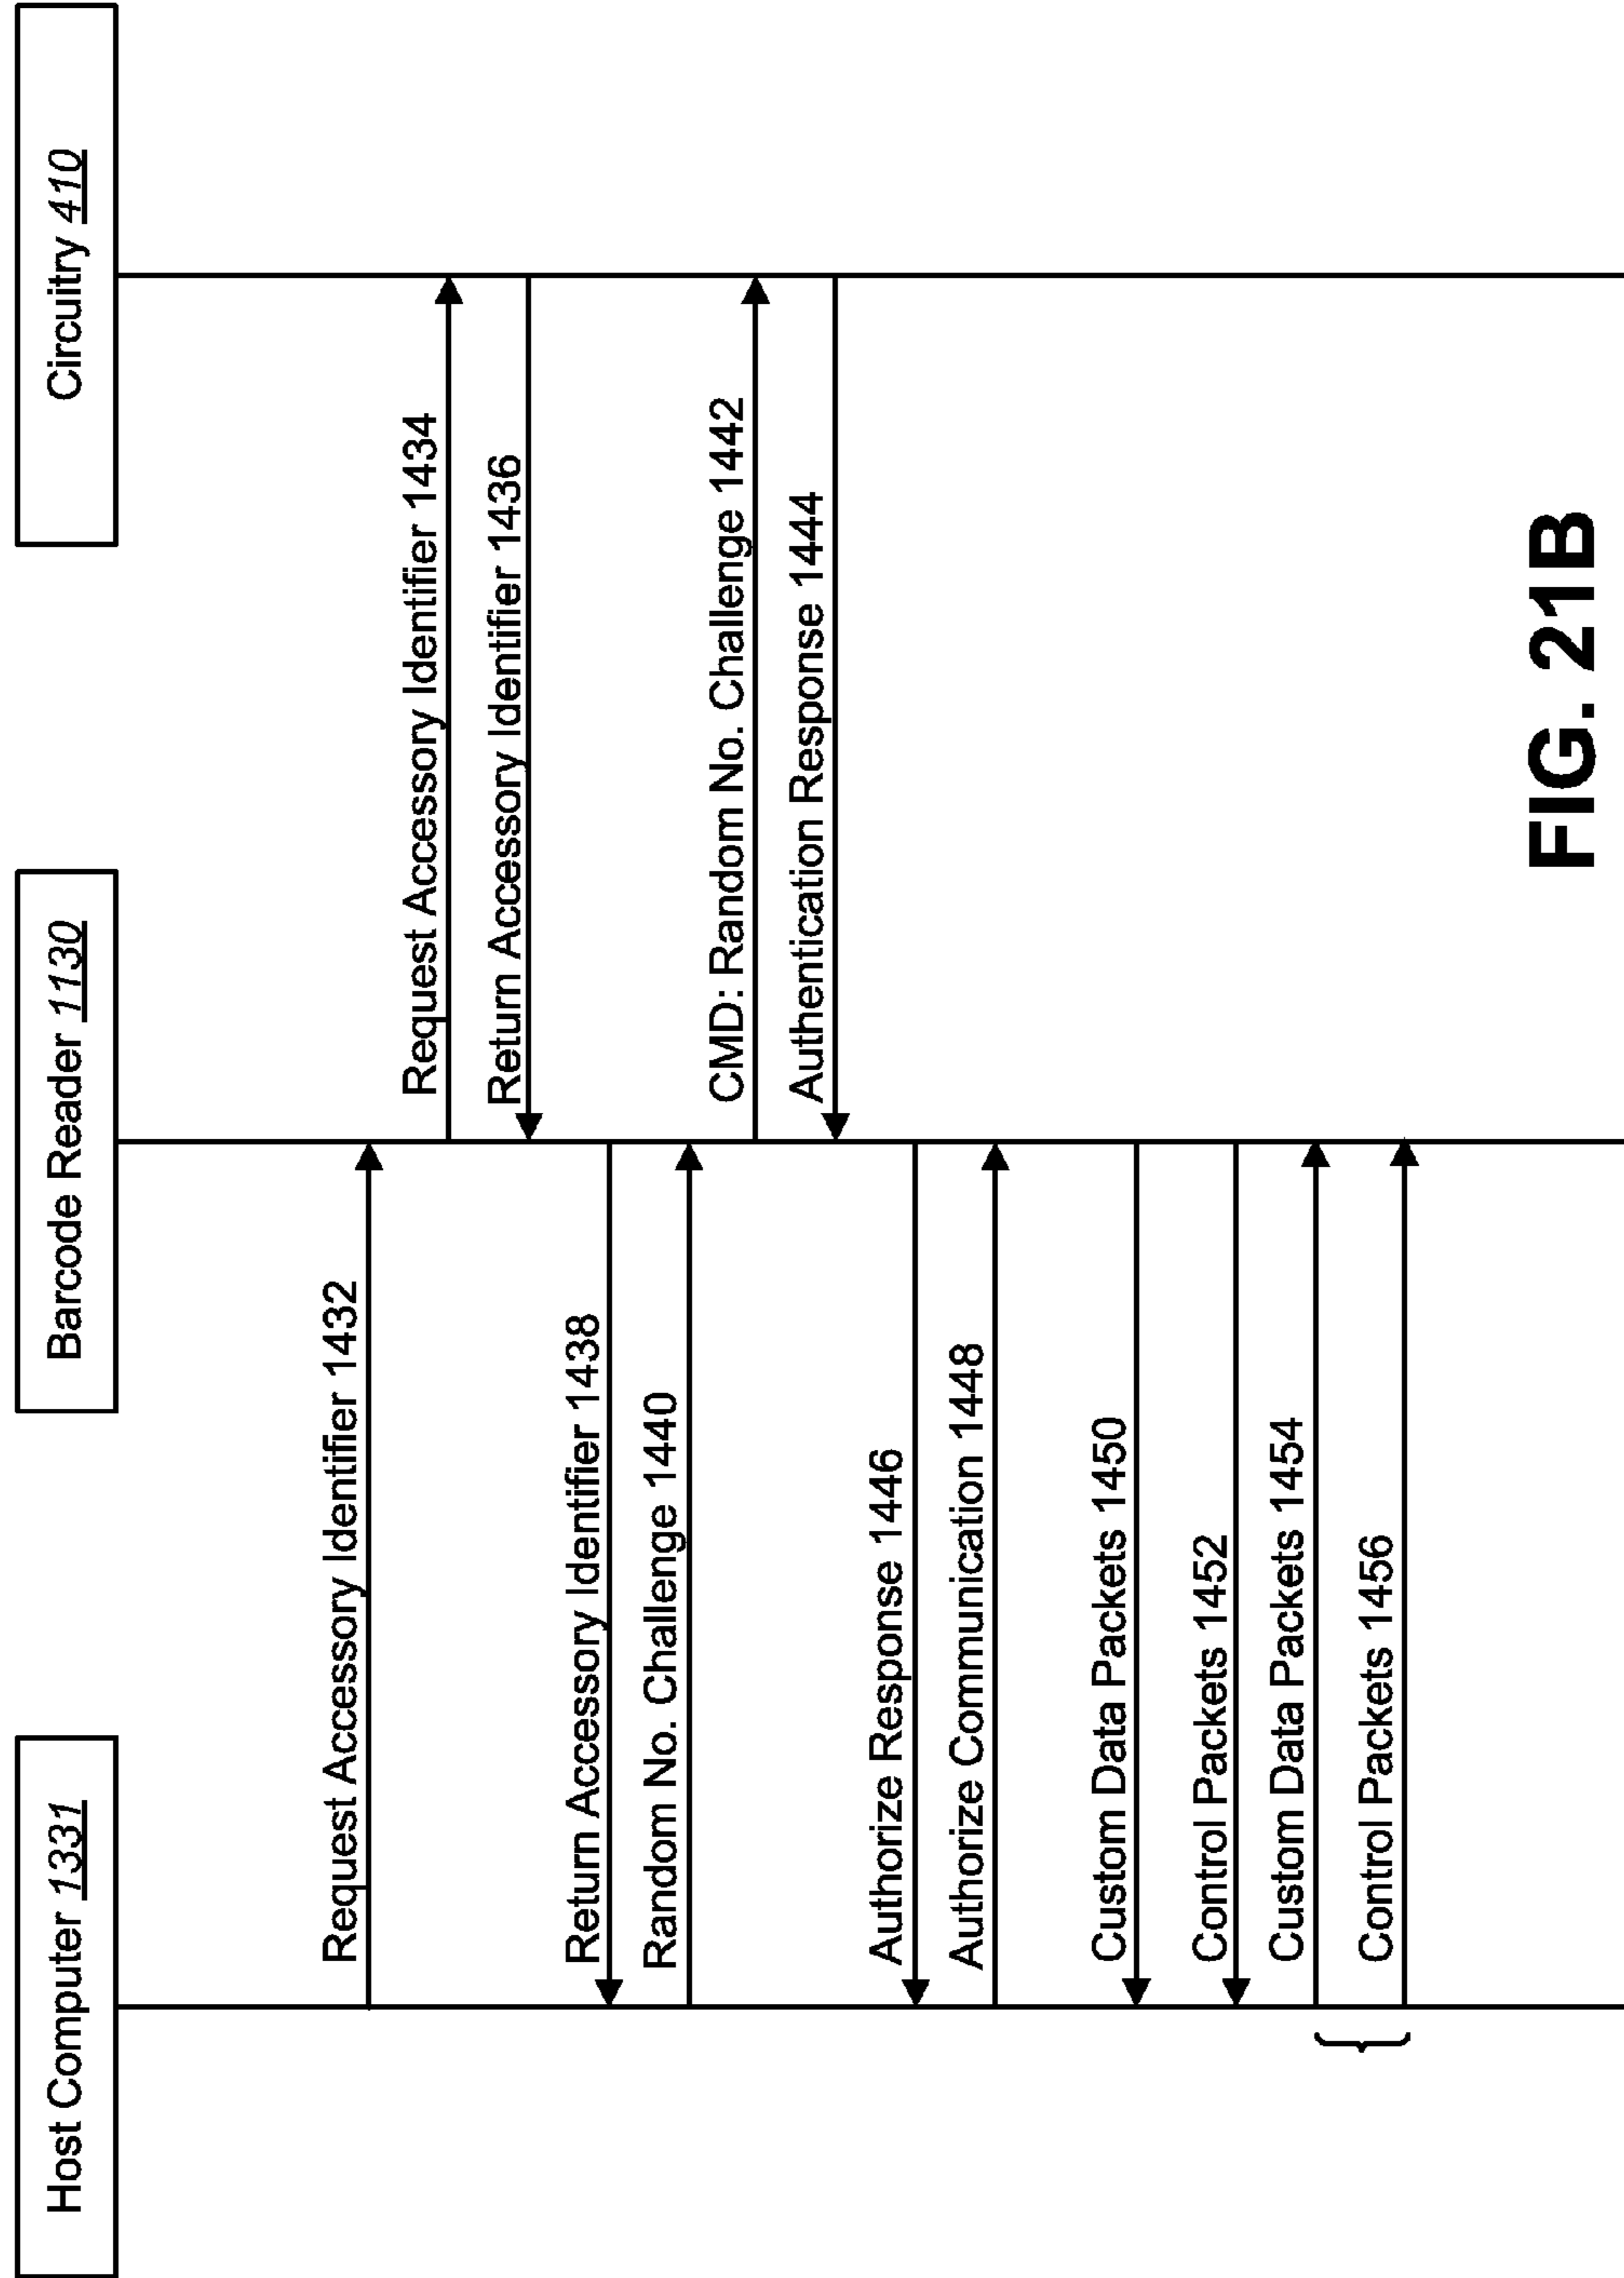 Host Computer 1331
Barcode Reader 1130
Circuitry 410
Request Accessory Identifier 1432
Request Accessory Identifier 1434
Return Accessory Identifier 1436
Return Accessory Identifier 1438
Random No. Challenge 1440
CMD: Random No. Challenge 1442
Authentication Response 1444
Authorize Response 1446
Authorize Communication 1448
Custom Data Packets 1450
Control Packets 1452
Custom Data Packets 1454
Control Packets 1456
FIG. 21B